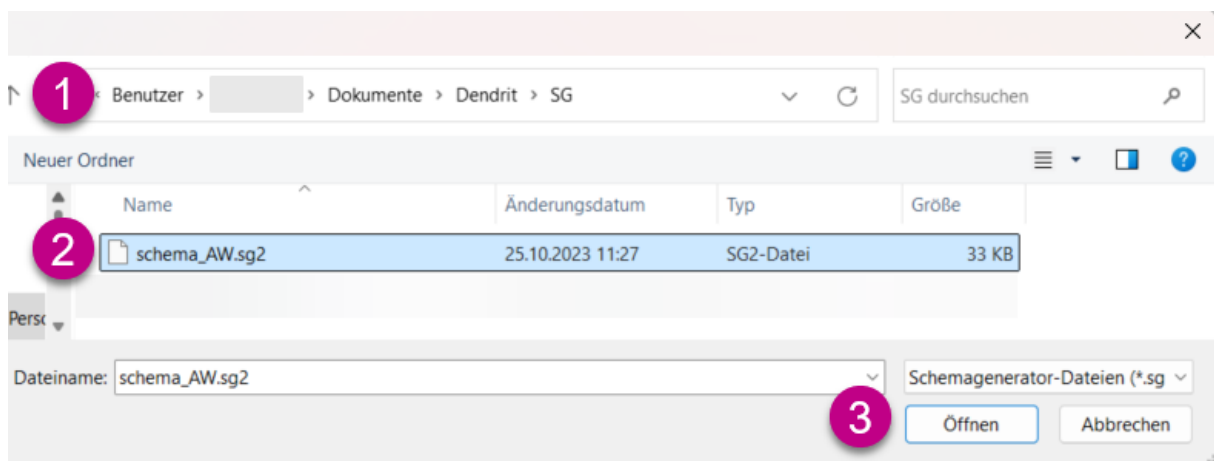 1 Benutzer > > Dokumente > Dendrit > SG SG durchsuchen
Neuer Ordner ?
Name Änderungsdatum Typ Größe
2 schema_AW.sg2 25.10.2023 11:27 SG2-Datei 33 KB
Dateiname: schema_AW.sg2 Schemagenerator-Dateien (*.sg
3 Öffnen Abbrechen